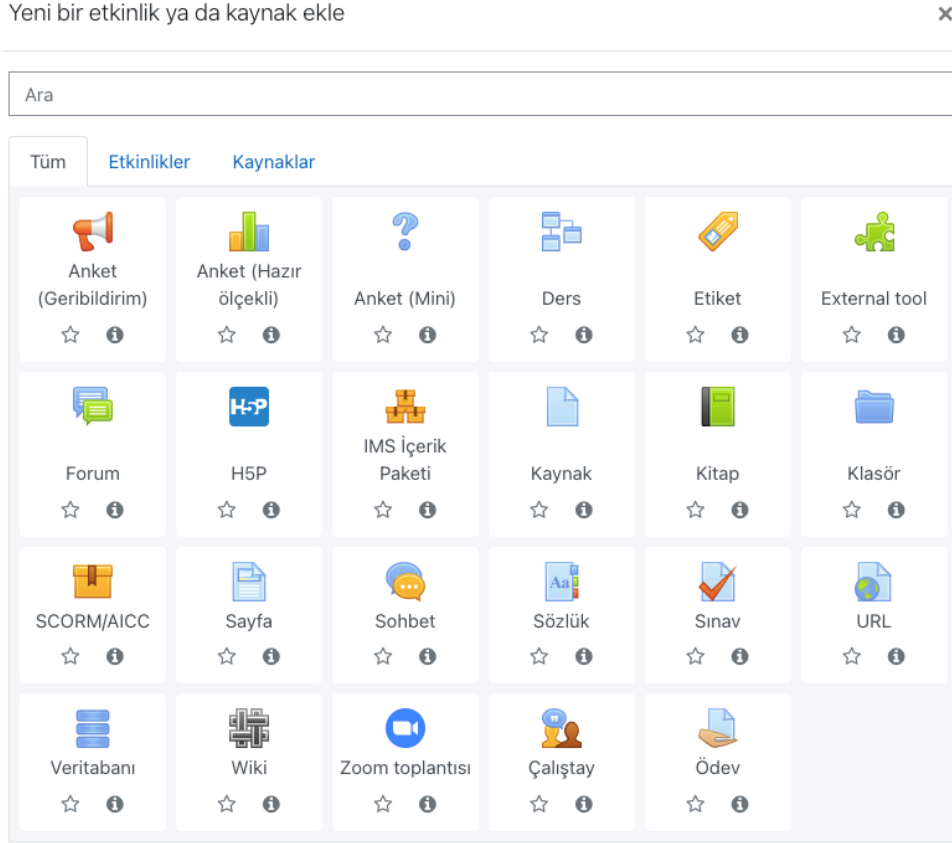 Yeni bir etkinlik ya da kaynak ekle
Ara
Tüm
Etkinlikler
Kaynaklar
Anket
(Geribildirim)
Anket (Hazır
ölçekli)
Anket (Mini)
Ders
Etiket
External tool
Forum
H5P
H5P
IMS İçerik
Paketi
Kaynak
Kitap
Klasör
SCORM/AICC
Sayfa
Sohbet
Aa
Sözlük
Sınav
URL
Veritabanı
Wiki
Zoom toplantısı
Çalıştay
Ödev